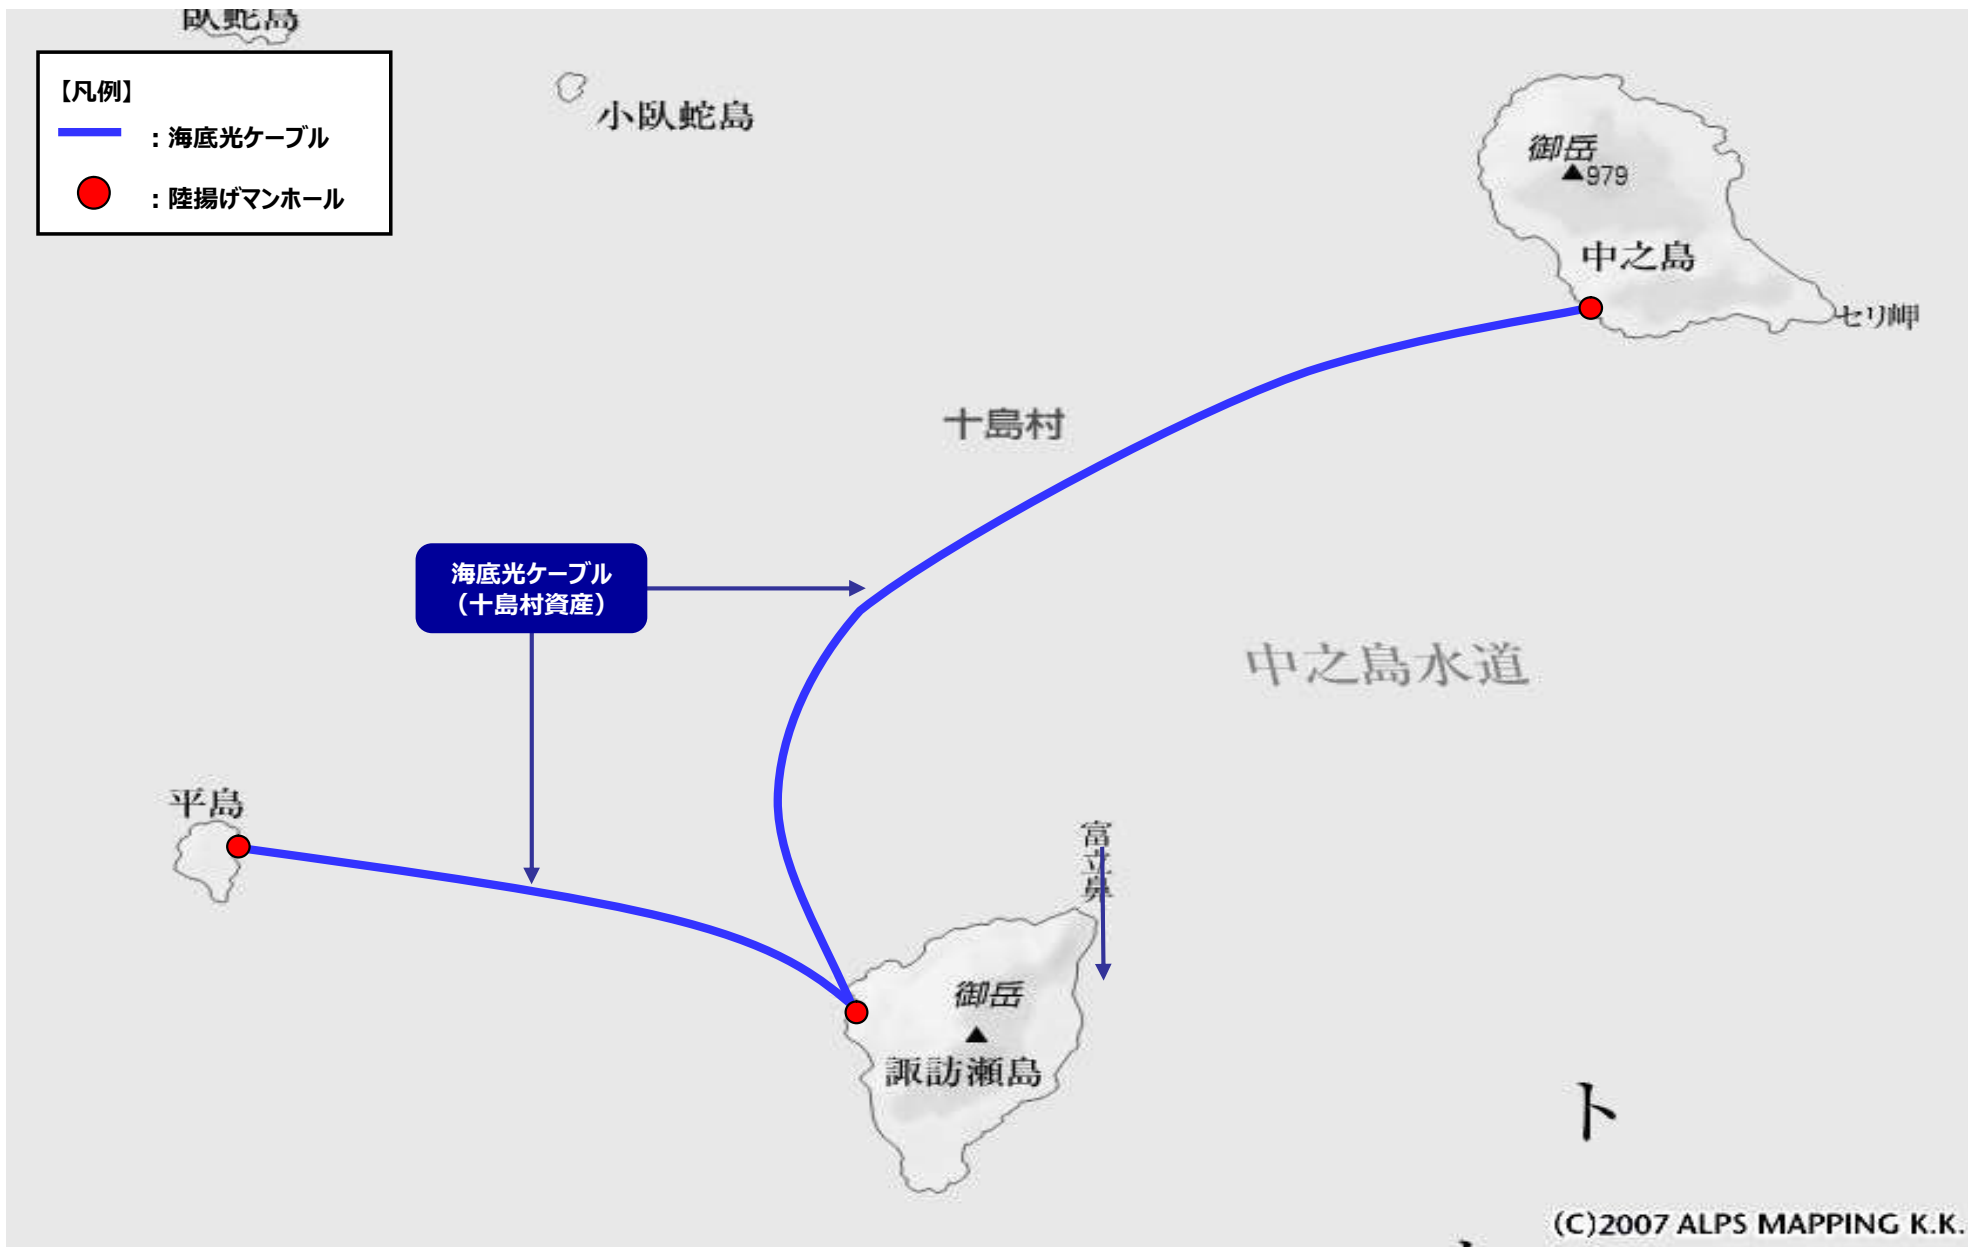 臥蛇島
【凡例】
：海底光ケーブル
：陸揚げマンホール
小臥蛇島
御岳
979
中之島
セリ岬
十島村
海底光ケーブル
（十島村資産）
中之島水道
平島
富立鼻
御岳
諏訪瀬島
ト
(C)2007 ALPS MAPPING K.K.